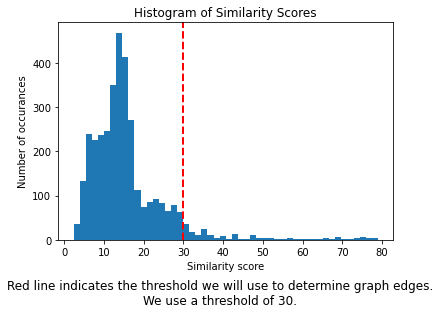 Histogram of Similarity Scores
Number of occurances
400
300
200
100
0
0 10 20 30 40 50 60 70 80
Similarity score
Red line indicates the threshold we will use to determine graph edges.
We use a threshold of 30.